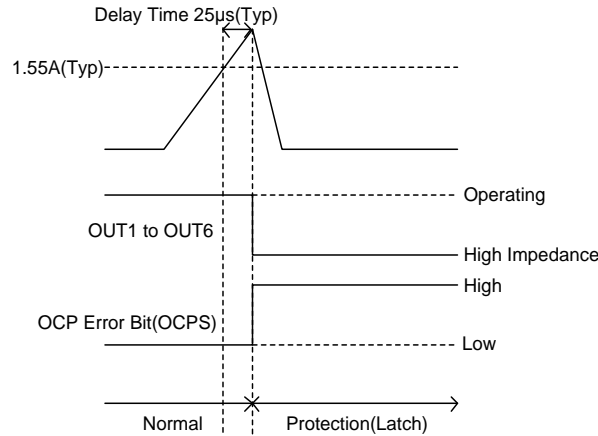 Delay Time 25μs(Typ)
1.55A(Typ)
Operating
OUT1 to OUT6
High Impedance
High
OCP Error Bit(OCPS)
Low
Normal
Protection(Latch)